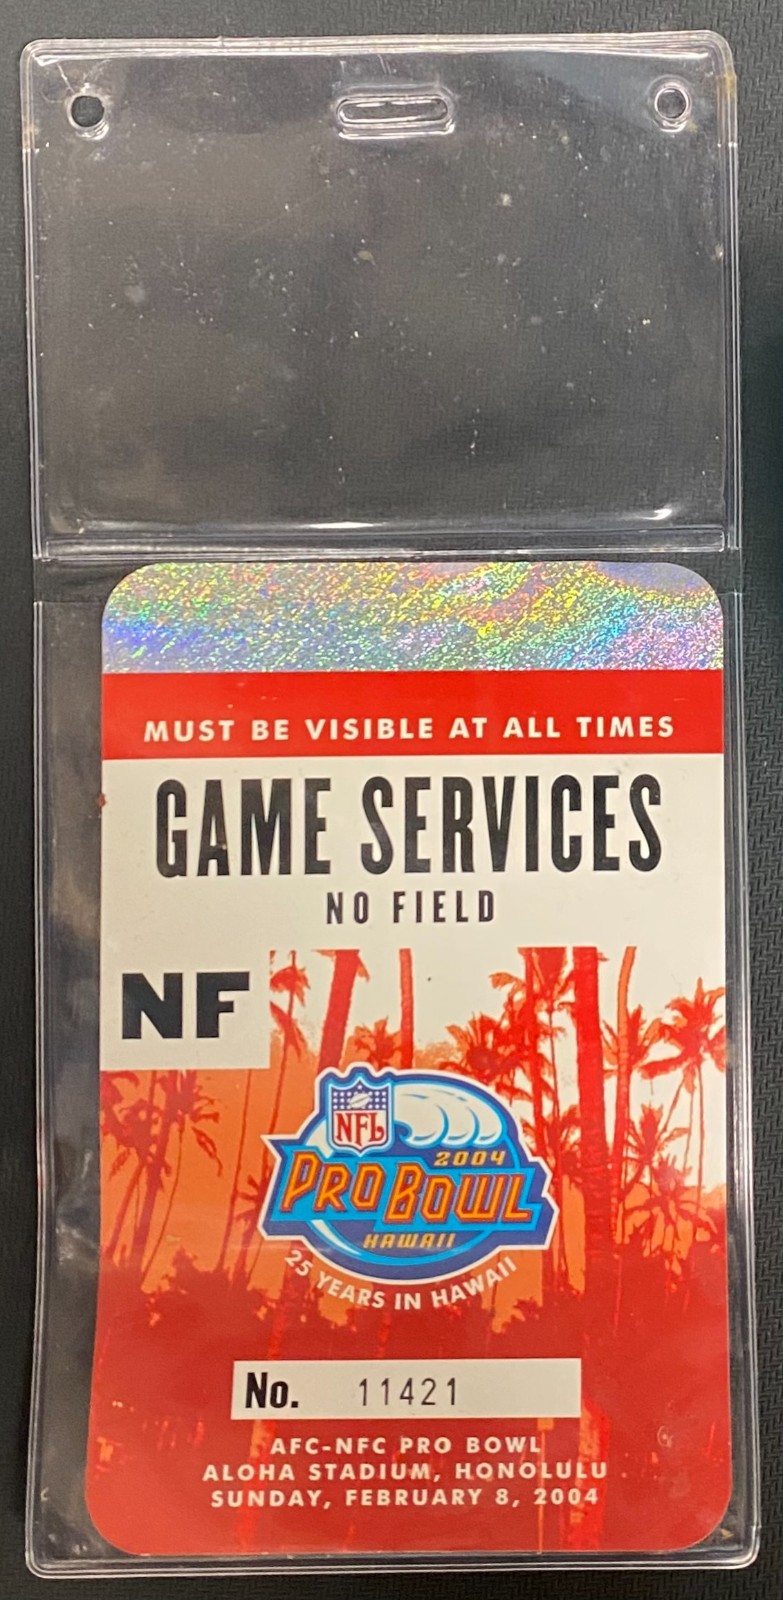 MUST BE VISIBLE AT ALL TIMES
GAME SERVICES
NO FIELD
NF
NFL
2004
PRO BOWL
HAWAII
25 YEARS IN HAWAII
No. 11421
AFC-NFC PRO BOWL
ALOHA STADIUM, HONOLULU
SUNDAY, FEBRUARY 8, 2004